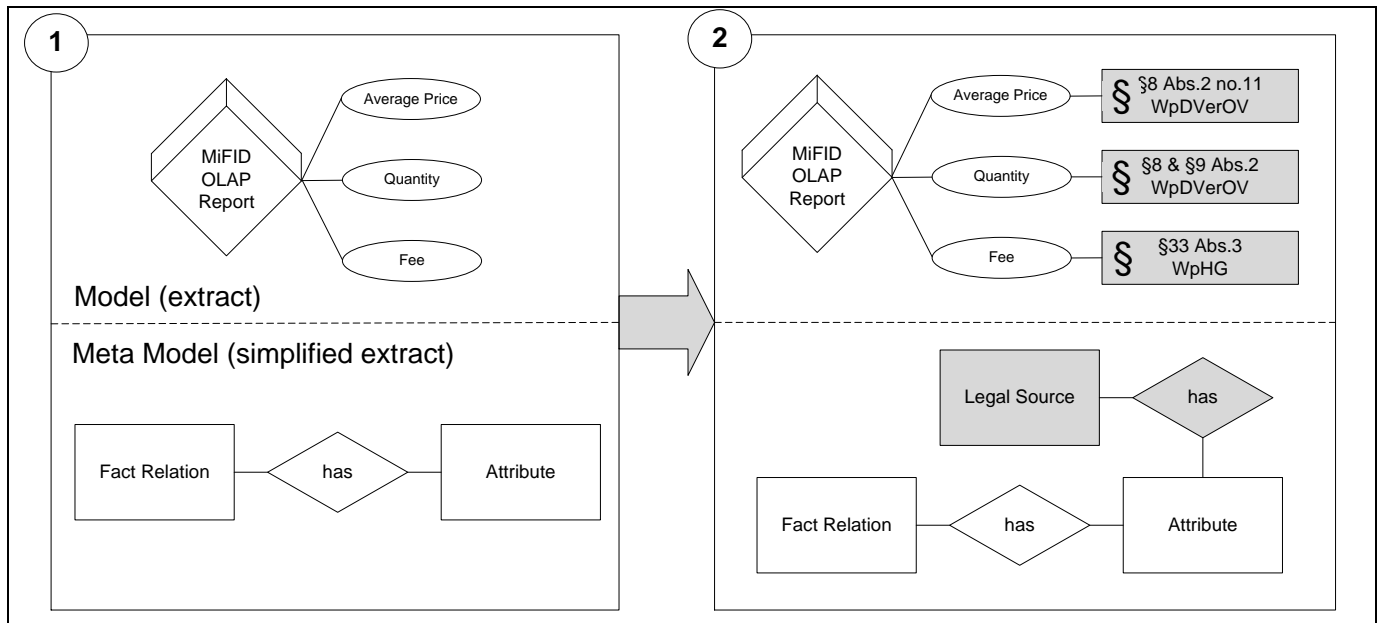 1
Average Price
MiFID
OLAP
Report
Quantity
Fee
Model (extract)
Meta Model (simplified extract)
Fact Relation
has
Attribute
2
Average Price
§ §8 Abs.2 no.11
WpDVerOV
MiFID
OLAP
Report
Quantity
§ §8 & §9 Abs.2
WpDVerOV
Fee
§ §33 Abs.3
WpHG
Legal Source
has
Fact Relation
has
Attribute